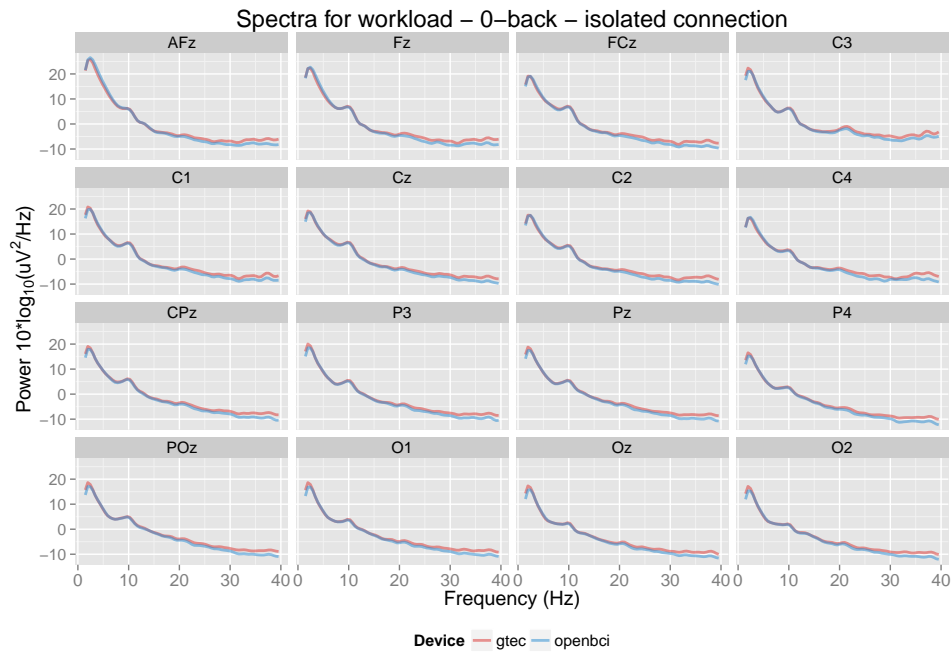 Spectra for workload – 0–back – isolated connection
AFz Fz FCz C3
C1 Cz C2 C4
CPz P3 Pz P4
POz O1 Oz O2
20
10
0
−10
20
10
0
−10
20
10
0
−10
20
10
0
−10
Power 10*log10(uV²/Hz)
0 10 20 30 40 0 10 20 30 40 0 10 20 30 40 0 10 20 30 40
Frequency (Hz)
Device gtec openbci